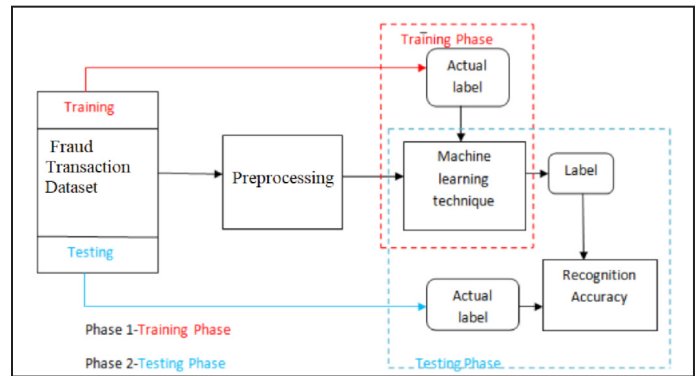 Training Phase
Actual
label
Training
Fraud
Transaction
Dataset
Preprocessing
Machine
learning
technique
Label
Testing
Actual
label
Recognition
Accuracy
Phase 1-Training Phase
Phase 2-Testing Phase
Testing Phase